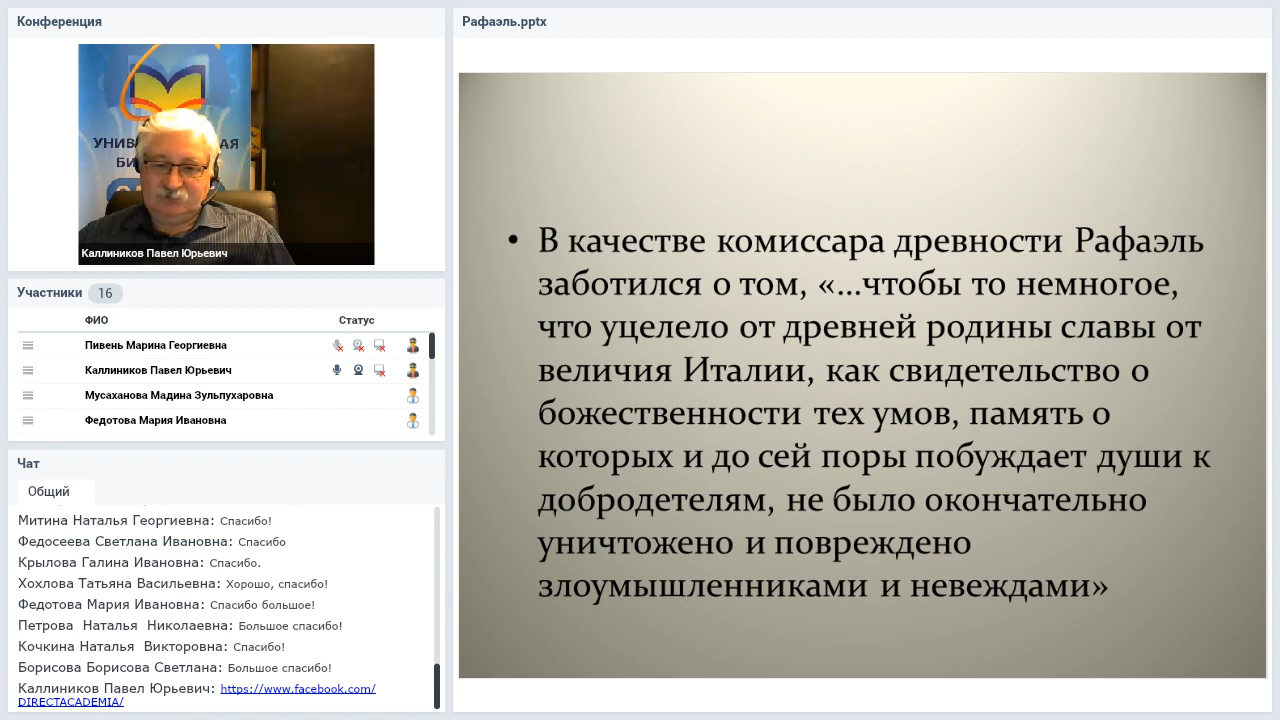 Конференция
УНИВ
АЯ
БИ
Каллиников Павел Юрьевич
Участники 16
ФИО Статус
Пивень Марина Георгиевна
Каллиников Павел Юрьевич
Мусаханова Мадина Зульпухаровна
Федотова Мария Ивановна
Чат
Общий
Митина Наталья Георгиевна: Спасибо!
Федосеева Светлана Ивановна: Спасибо
Крылова Галина Ивановна: Спасибо.
Хохлова Татьяна Васильевна: Хорошо, спасибо!
Федотова Мария Ивановна: Спасибо большое!
Петрова Наталья Николаевна: Большое спасибо!
Кочкина Наталья Викторовна: Спасибо!
Борисова Борисова Светлана: Большое спасибо!
Каллиников Павел Юрьевич: https://www.facebook.com/
DIRECTACADEMIA/
Рафаэль.pptx
• В качестве комиссара древности Рафаэль
заботился о том, «…чтобы то немногое,
что уцелело от древней родины славы от
величия Италии, как свидетельство о
божественности тех умов, память о
которых и до сей поры побуждает души к
добродетелям, не было окончательно
уничтожено и повреждено
злоумышленниками и невеждами»